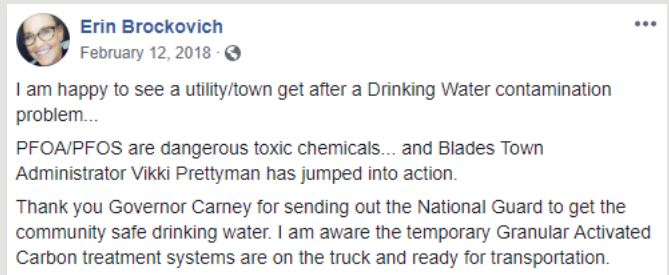 Erin Brockovich
February 12, 2018 ·
I am happy to see a utility/town get after a Drinking Water contamination
problem...
PFOA/PFOS are dangerous toxic chemicals... and Blades Town
Administrator Vikki Prettyman has jumped into action.
Thank you Governor Carney for sending out the National Guard to get the
community safe drinking water. I am aware the temporary Granular Activated
Carbon treatment systems are on the truck and ready for transportation.